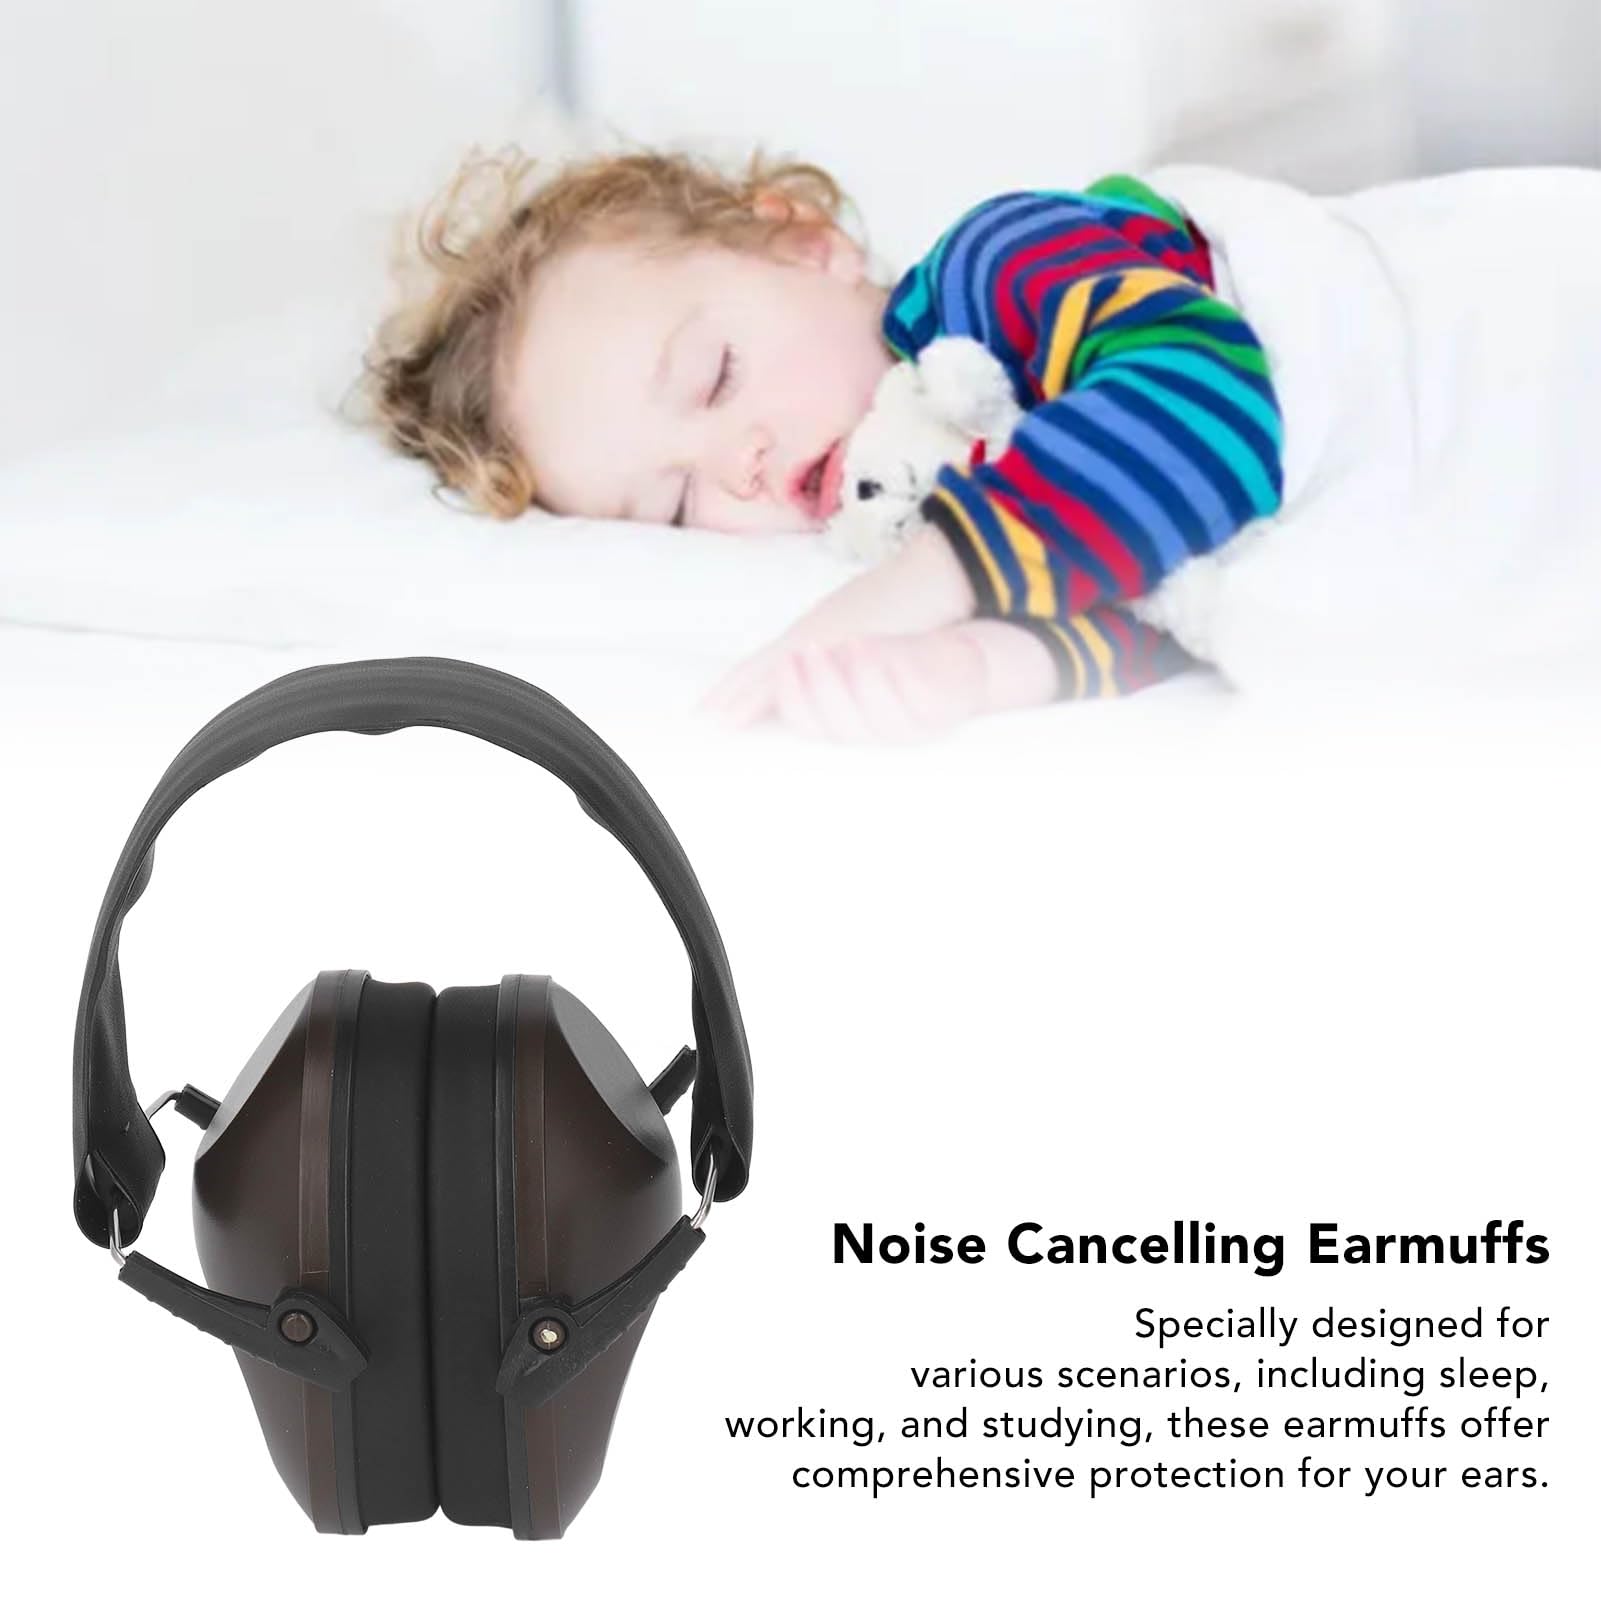 Noise Cancelling Earmuffs
Specially designed for
various scenarios, including sleep,
working, and studying, these earmuffs offer
comprehensive protection for your ears.